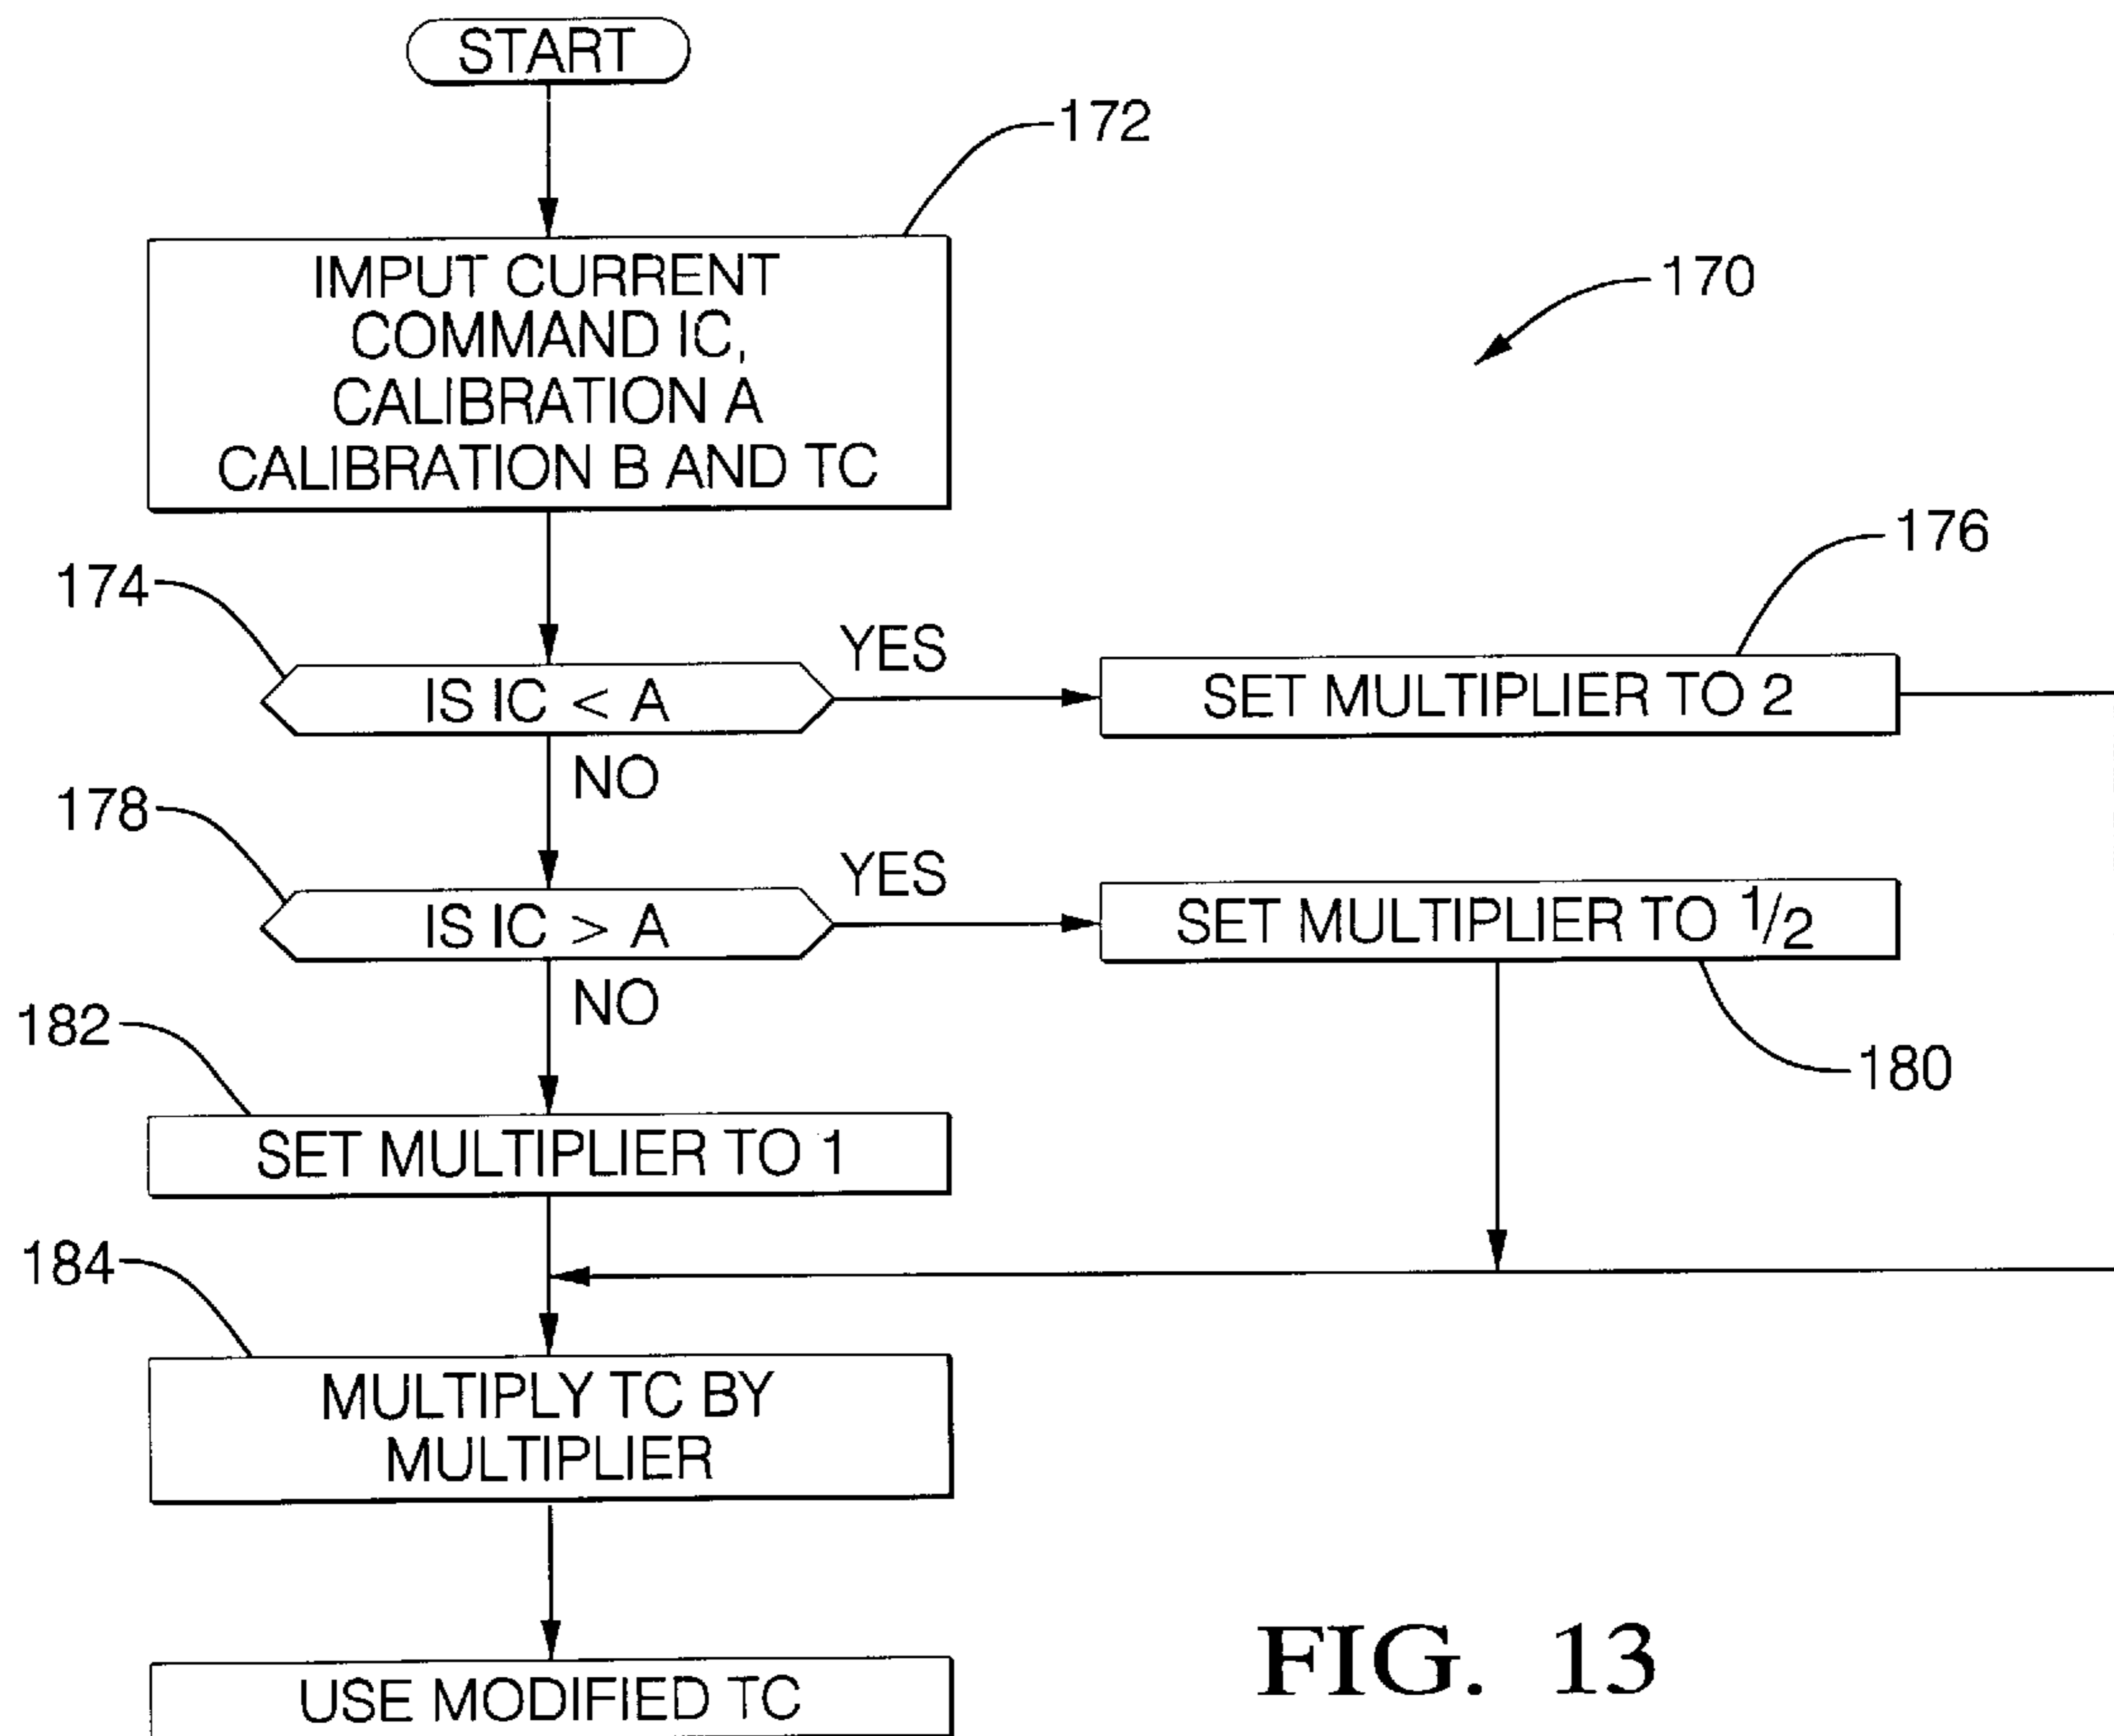 START
172
IMPUT CURRENT
COMMAND IC,
CALIBRATION A
CALIBRATION B AND TC
170
174
IS IC < A
YES
176
SET MULTIPLIER TO 2
NO
178
IS IC > A
YES
SET MULTIPLIER TO 1/2
180
NO
182
SET MULTIPLIER TO 1
184
MULTIPLY TC BY
MULTIPLIER
USE MODIFIED TC
FIG. 13